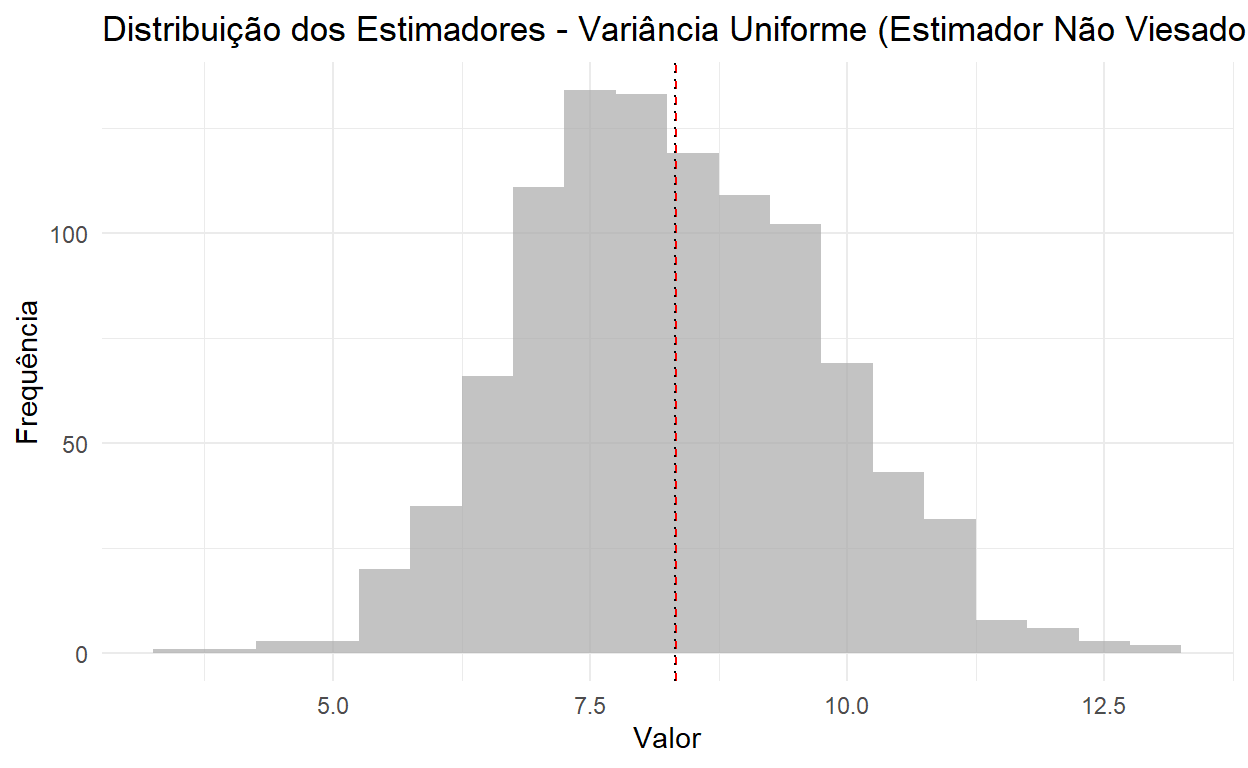 Distribuição dos Estimadores - Variância Uniforme (Estimador Não Viesado
Frequência
100
50
0
5.0 7.5 10.0 12.5
Valor